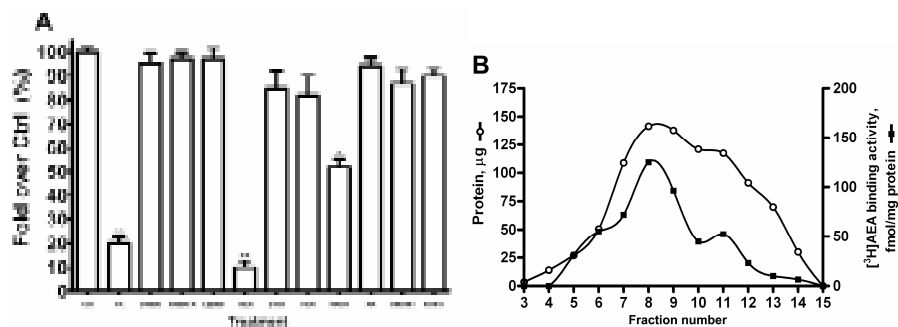 A
Fold over Ctrl (%)
100
90
80
70
60
50
40
30
20
10
0
Treatment
B
Protein, µg
175
150
125
100
75
50
25
0
200
150
100
50
0
[³H]AEA binding activity,
fmol/mg protein
3 4 5 6 7 8 9 10 11 12 13 14 15
Fraction number